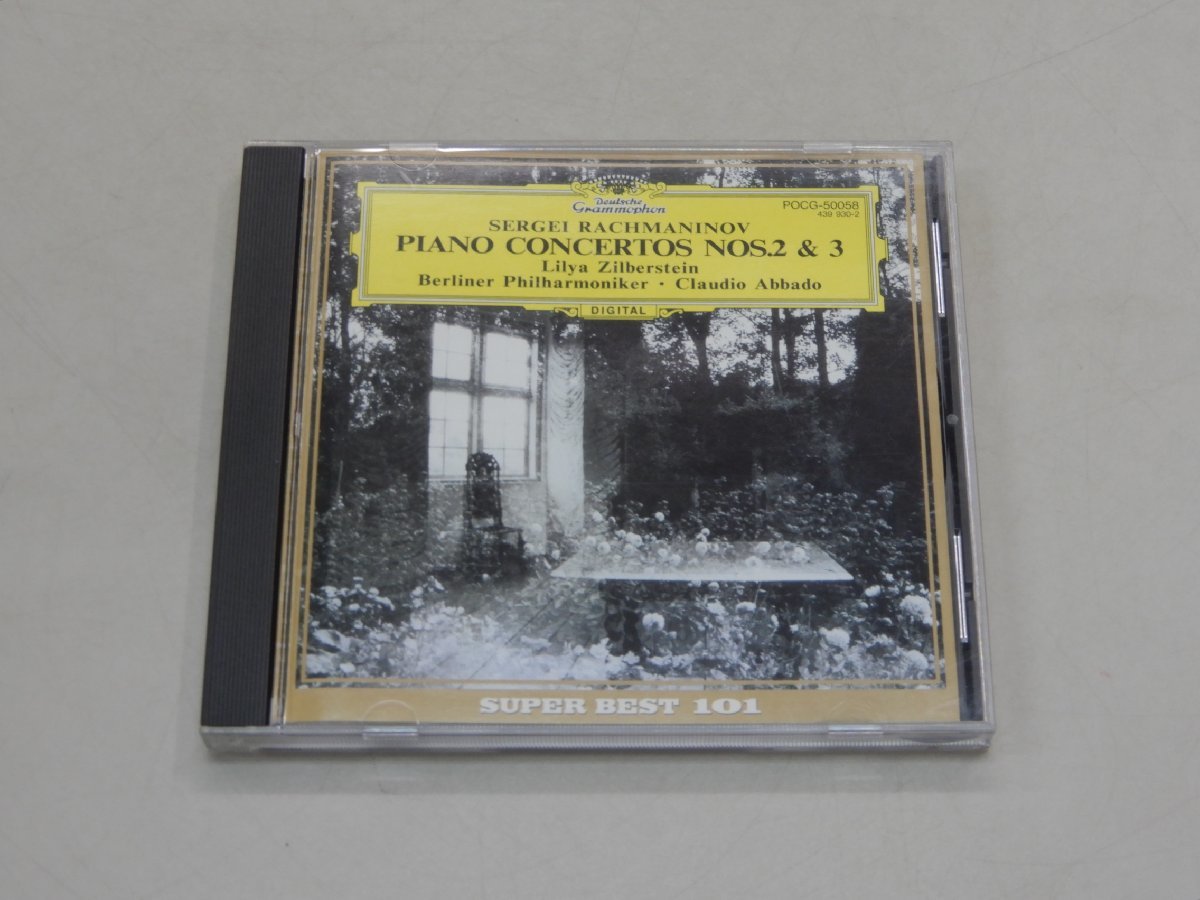 Deutsche
Grammophon
POCG-50058
439 930-2
SERGEI RACHMANINOV
PIANO CONCERTOS NOS.2 & 3
Lilya Zilberstein
Berliner Philharmoniker · Claudio Abbado
DIGITAL
SUPER BEST 101